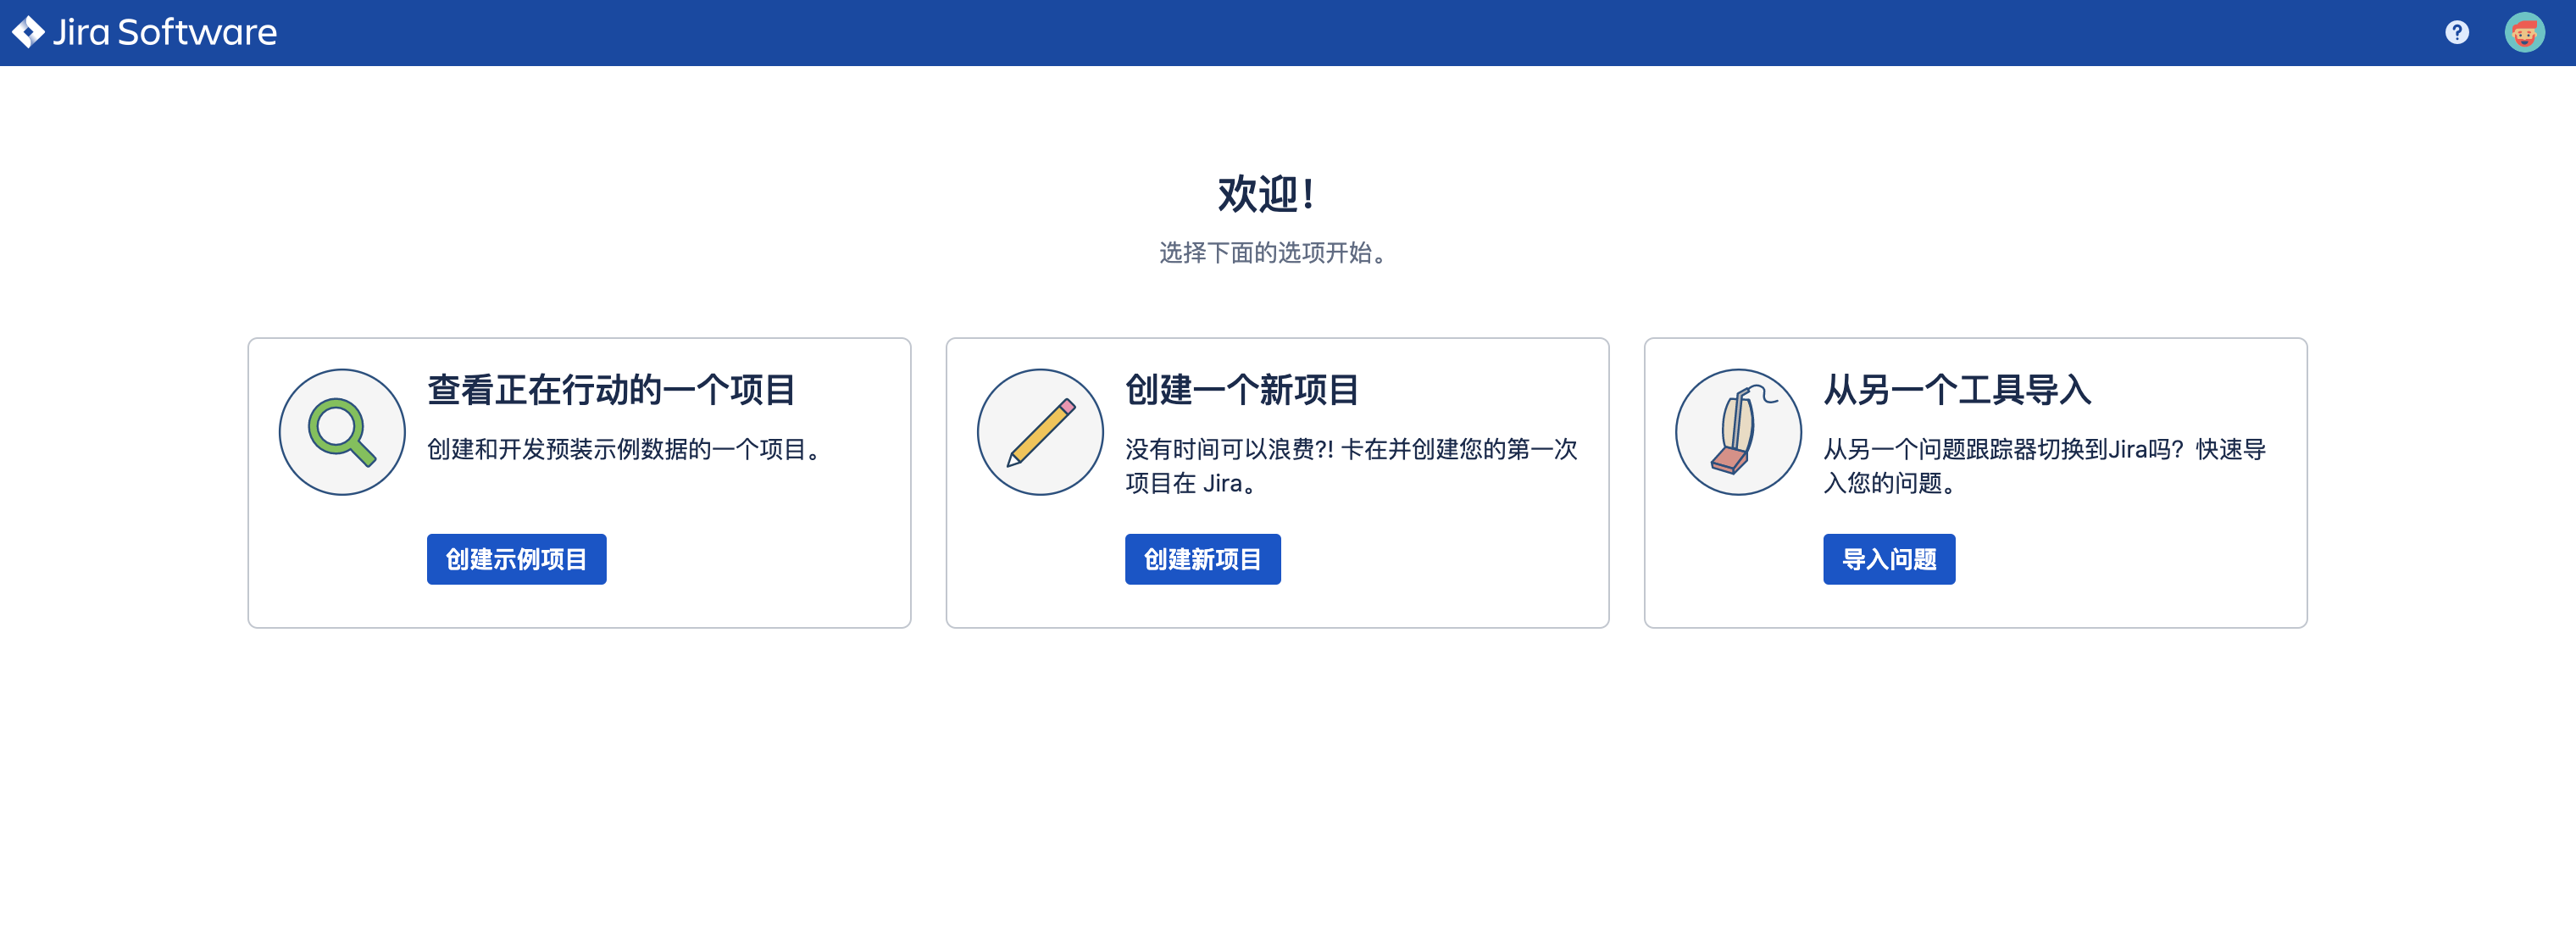 Jira Software
欢迎!
选择下面的选项开始。
查看正在行动的一个项目
创建和开发预装示例数据的一个项目。
创建示例项目
创建一个新项目
没有时间可以浪费?! 卡在并创建您的第一次
项目在 Jira。
创建新项目
从另一个工具导入
从另一个问题跟踪器切换到Jira吗？快速导
入您的问题。
导入问题